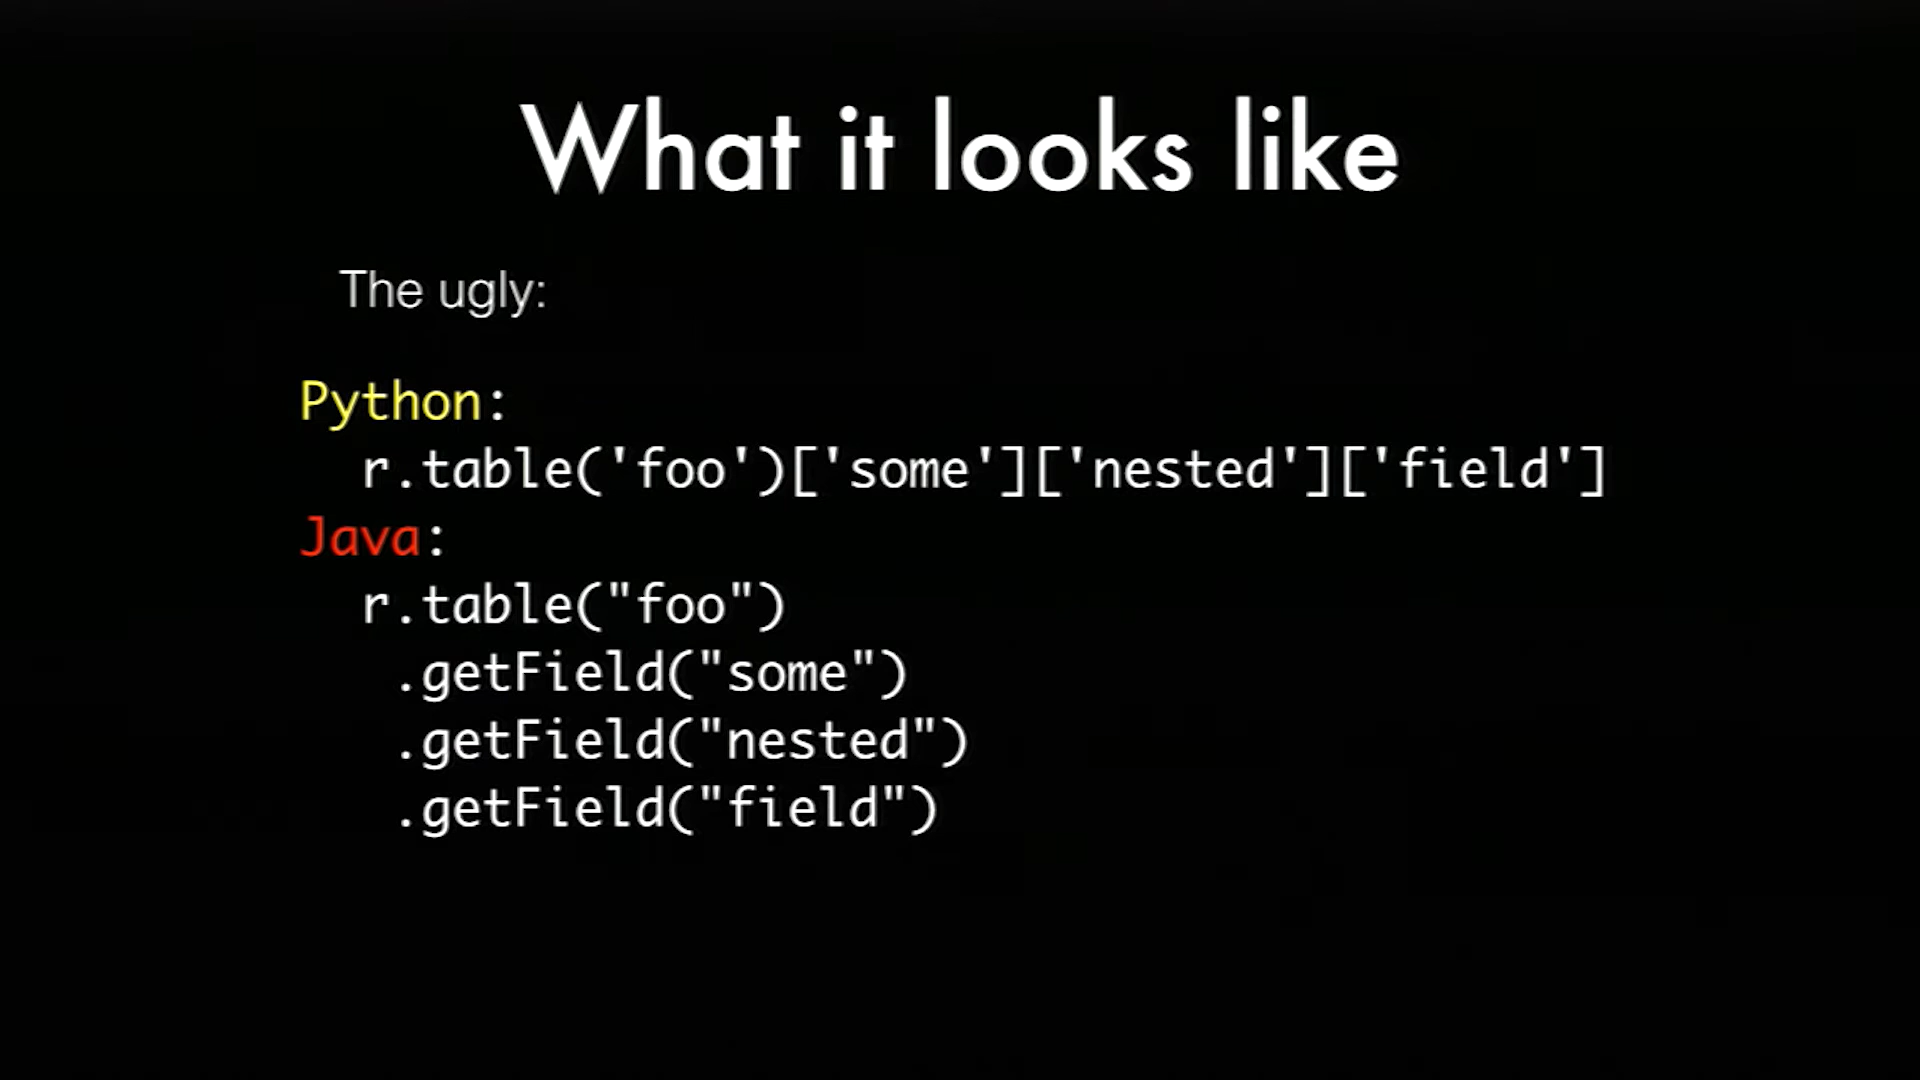 What it looks like
The ugly:
Python:
r.table('foo')['some']['nested']['field']
Java:
r.table("foo")
.getField("some")
.getField("nested")
.getField("field")